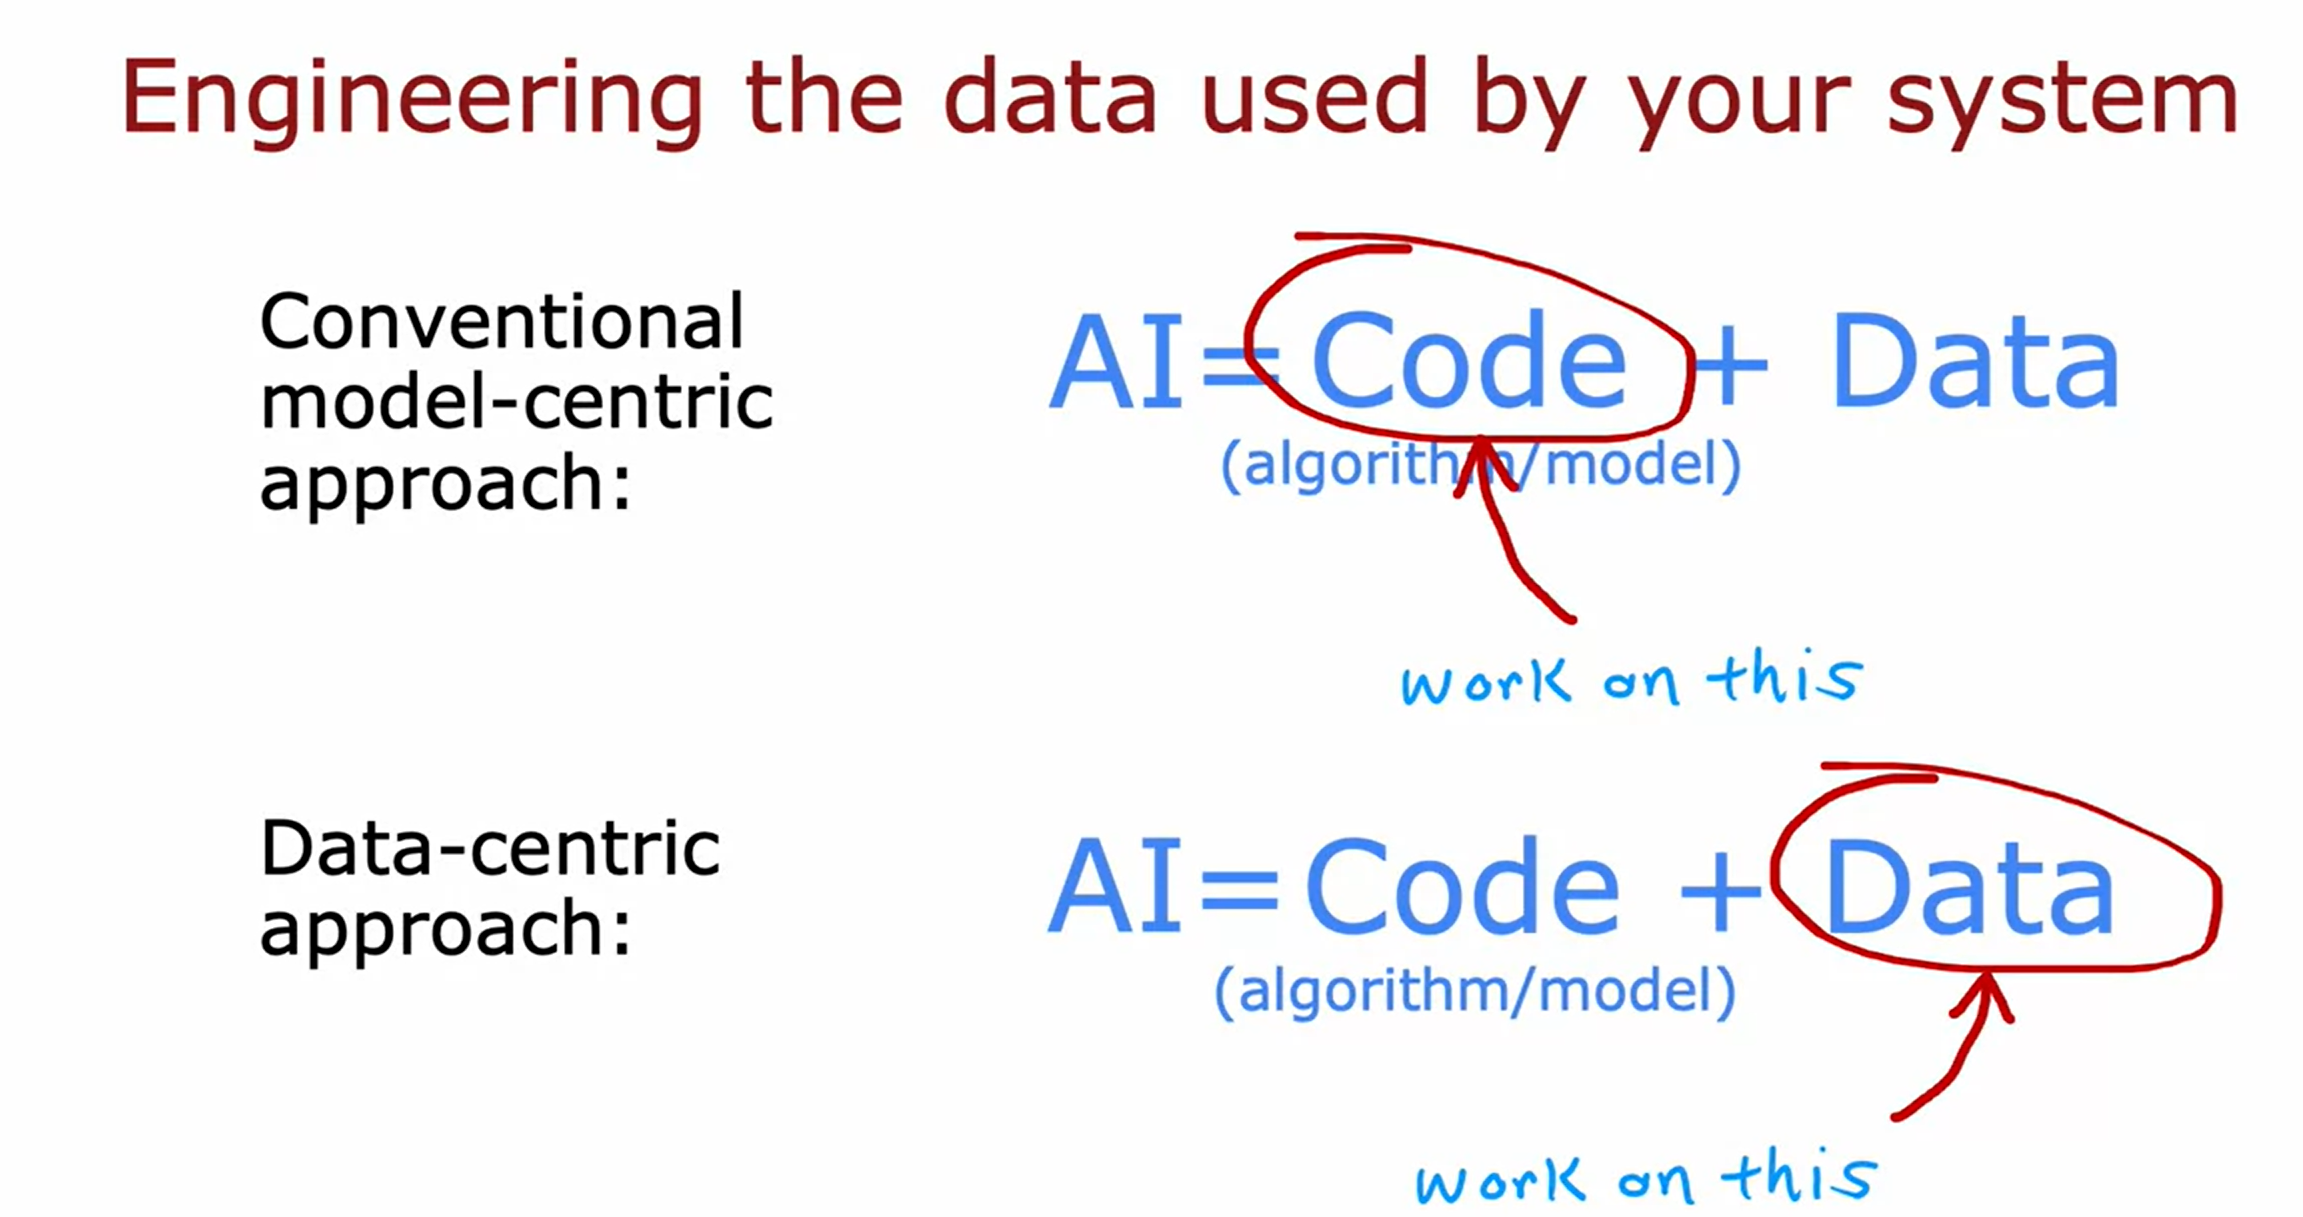 Engineering the data used by your system
Conventional
model-centric
approach:
AI= Code + Data
(algorithm/model)
work on this
Data-centric
approach:
AI=Code + Data
(algorithm/model)
work on this